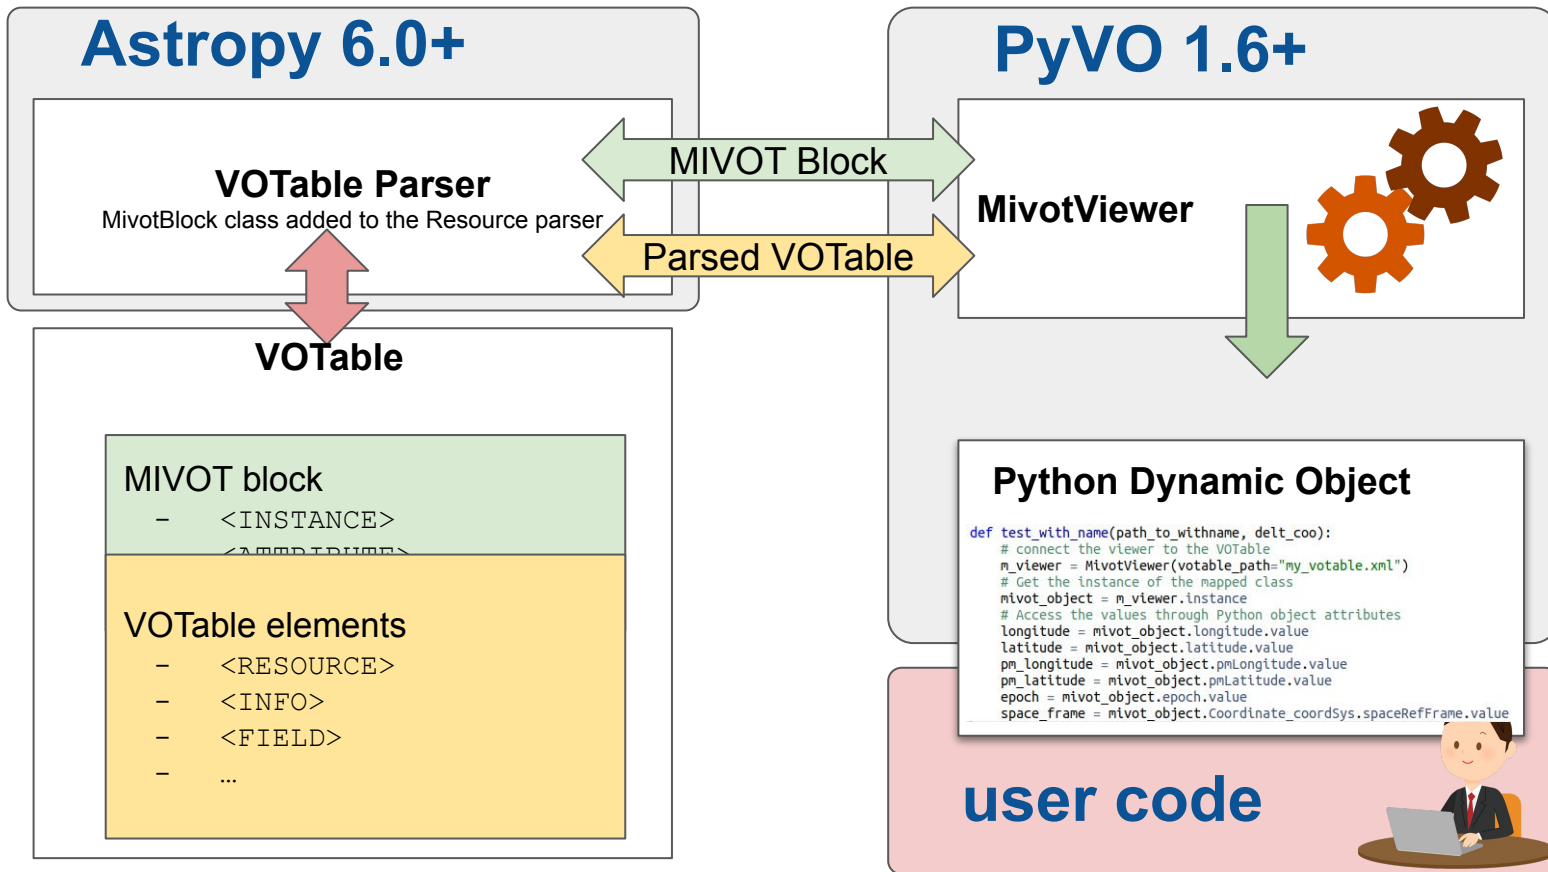 Astropy 6.0+
VOTable Parser
MivotBlock class added to the Resource parser
MIVOT Block
Parsed VOTable
VOTable
MIVOT block
- <INSTANCE>
<ATTRIBUTE>
VOTable elements
- <RESOURCE>
- <INFO>
- <FIELD>
- …
PyVO 1.6+
MivotViewer
Python Dynamic Object
def test_with_name(path_to_withname, delt_coo):
# connect the viewer to the VOTable
m_viewer = MivotViewer(votable_path="my_votable.xml")
# Get the instance of the mapped class
mivot_object = m_viewer.instance
# Access the values through Python object attributes
longitude = mivot_object.longitude.value
latitude = mivot_object.latitude.value
pm_longitude = mivot_object.pmLongitude.value
pm_latitude = mivot_object.pmLatitude.value
epoch = mivot_object.epoch.value
space_frame = mivot_object.Coordinate_coordSys.spaceRefFrame.value
user code